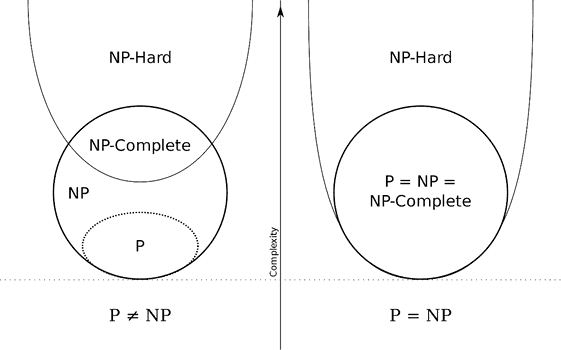 NP-Hard
NP-Complete
NP
P
P ≠ NP
Complexity
NP-Hard
P = NP =
NP-Complete
P = NP